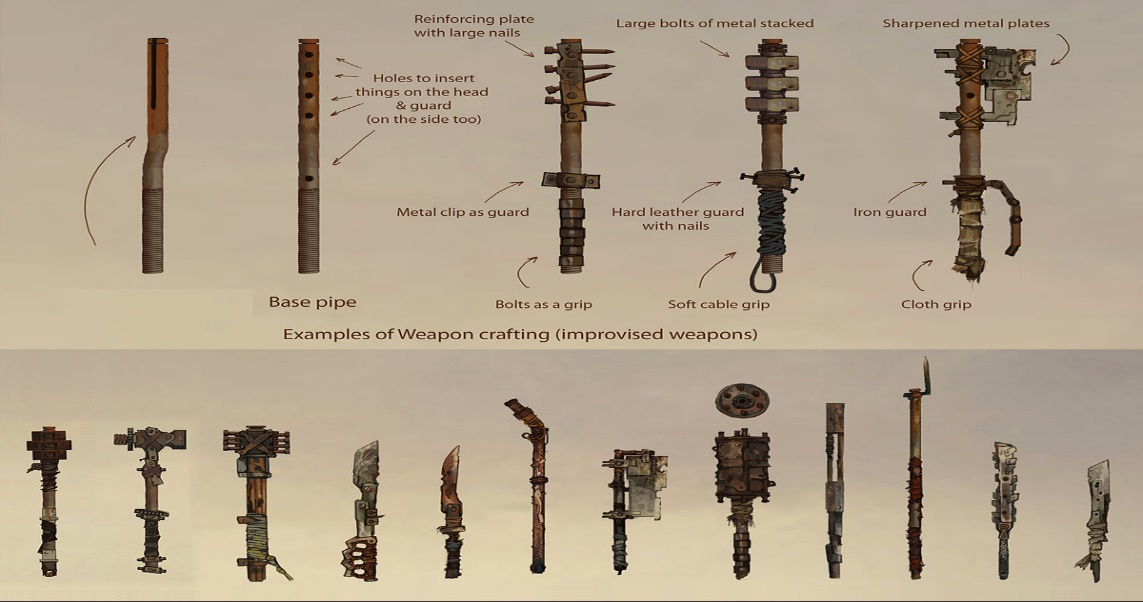 Reinforcing plate
with large nails
Large bolts of metal stacked
Sharpened metal plates
Holes to insert
things on the head
& guard
(on the side too)
Metal clip as guard
Hard leather guard
with nails
Iron guard
Base pipe
Bolts as a grip
Soft cable grip
Cloth grip
Examples of Weapon crafting (improvised weapons)